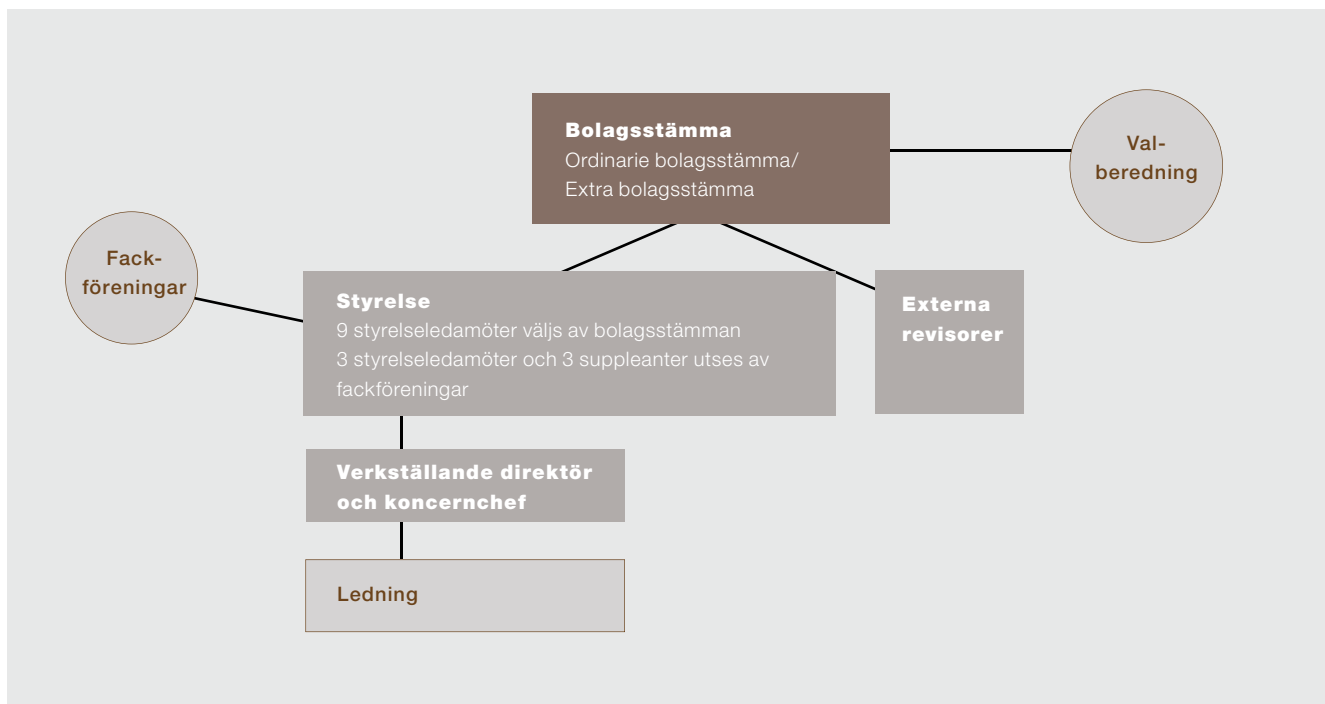 Bolagsstämma
Ordinarie bolagsstämma/
Extra bolagsstämma
Val-
beredning
Fack-
föreningar
Styrelse
9 styrelseledamöter väljs av bolagsstämman
3 styrelseledamöter och 3 suppleanter utses av
fackföreningar
Externa
revisorer
Verkställande direktör
och koncernchef
Ledning